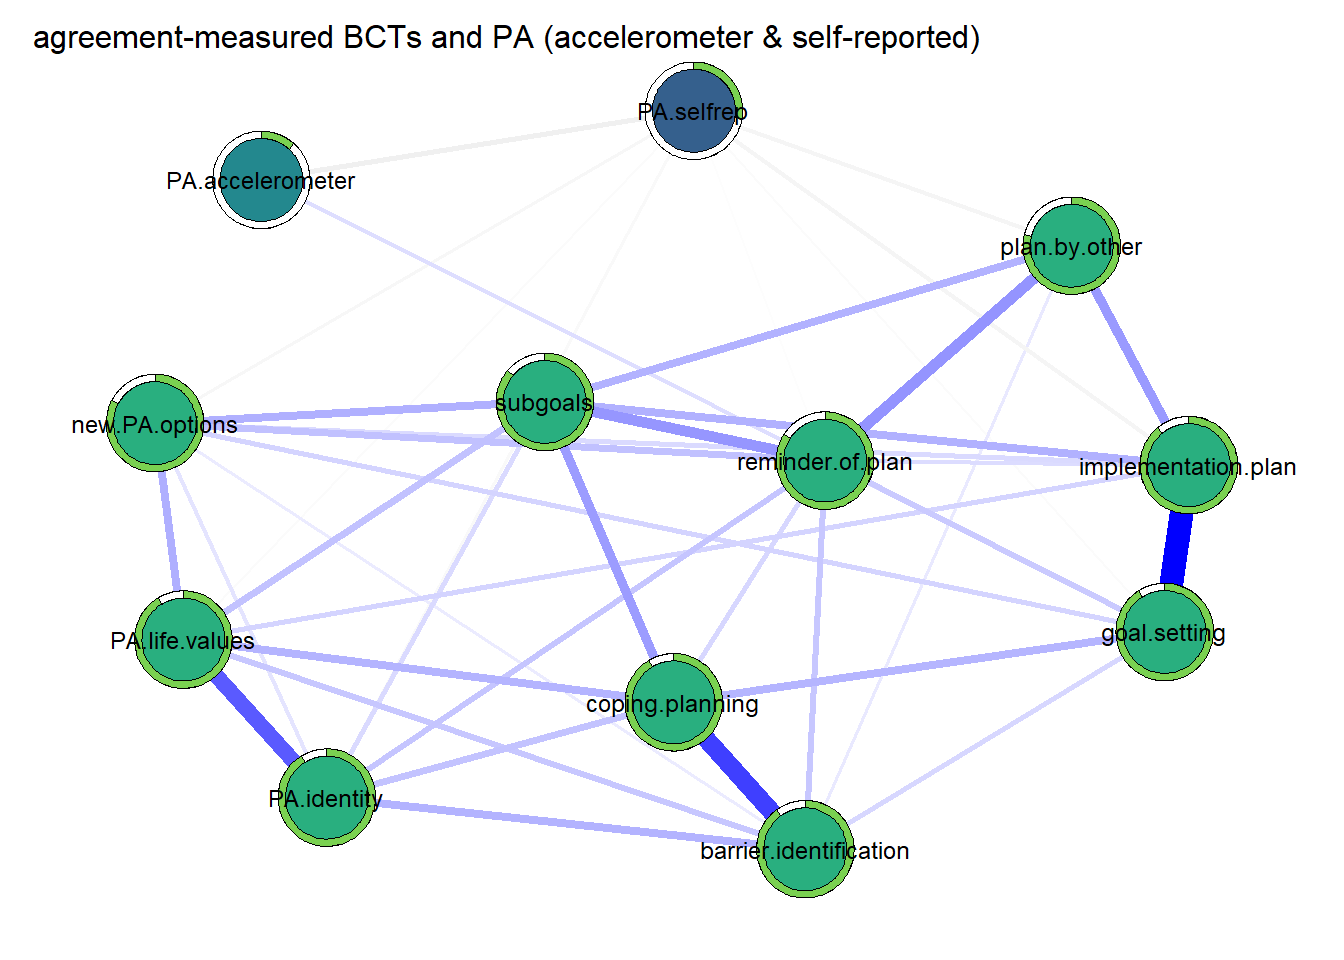 agreement-measured BCTs and PA (accelerometer & self-reported)
PA.selfrep
PA.accelerometer
plan.by.other
subgoals
new.PA.options
reminder.of.plan
implementation.plan
goal.setting
PA.life.values
coping.planning
PA.identity
barrier.identification